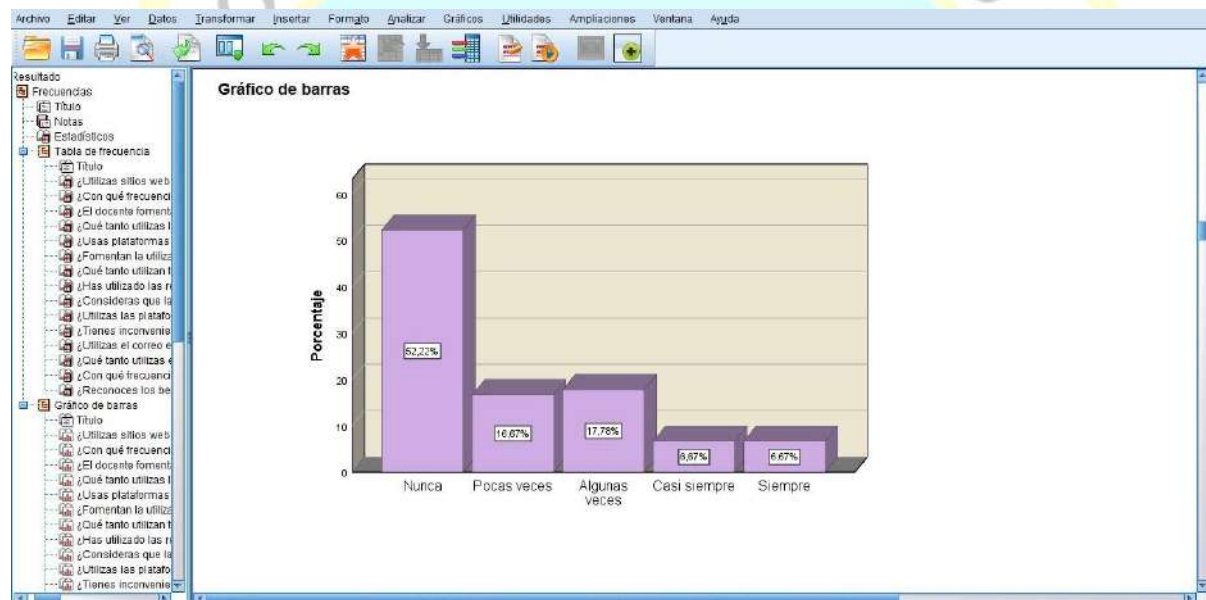 Archivo Editar Ver Datos Transformar Insertar Formato Analizar Gráficos Utilidades Ampliaciones Ventana Ayuda
Resultado
Frecuencias
Título
Notas
Estadísticos
Tabla de frecuencia
Título
¿Utilizas sitios web
¿Con qué frecuenci
¿El docente foment
¿Qué tanto utilizas l
¿Usas plataformas
¿Fomentan la utiliza
¿Qué tanto utilizan t
¿Has utilizado las r
¿Consideras que la
¿Utilizas las platafo
¿Tienes inconvenie
¿Utilizas el correo e
¿Qué tanto utilizas e
¿Con qué frecuenci
¿Reconoces los be
Gráfico de barras
Título
¿Utilizas sitios web
¿Con qué frecuenci
¿El docente foment
¿Qué tanto utilizas l
¿Usas plataformas
¿Fomentan la utiliza
¿Qué tanto utilizan t
¿Has utilizado las r
¿Consideras que la
¿Utilizas las platafo
¿Tienes inconvenie
Gráfico de barras
Porcentaje
60
50
40
30
20
10
0
52,22%
16,67%
17,78%
6,67%
6,67%
Nunca
Pocas veces
Algunas
veces
Casi siempre
Siempre